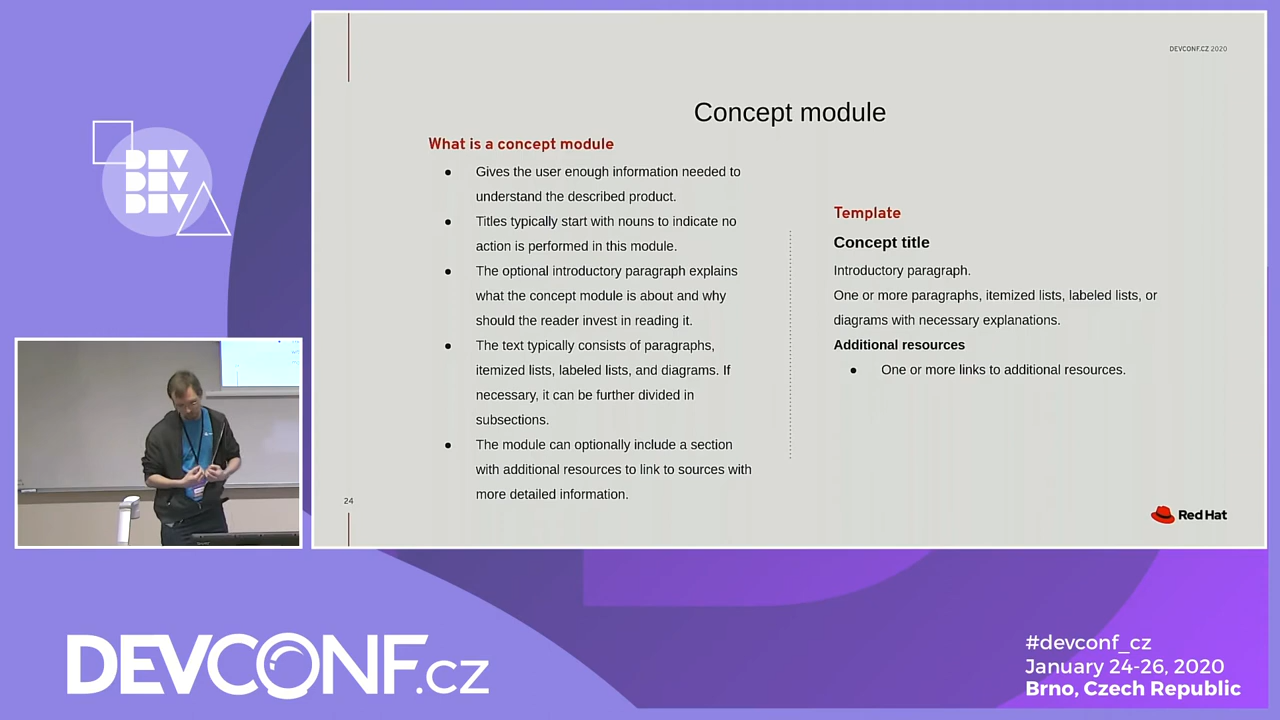 DEV
DEV
DEV
DEVCONF.CZ 2020
Concept module
What is a concept module
● Gives the user enough information needed to
understand the described product.
● Titles typically start with nouns to indicate no
action is performed in this module.
● The optional introductory paragraph explains
what the concept module is about and why
should the reader invest in reading it.
● The text typically consists of paragraphs,
itemized lists, labeled lists, and diagrams. If
necessary, it can be further divided in
subsections.
● The module can optionally include a section
with additional resources to link to sources with
more detailed information.
Template
Concept title
Introductory paragraph.
One or more paragraphs, itemized lists, labeled lists, or
diagrams with necessary explanations.
Additional resources
● One or more links to additional resources.
24
Red Hat
DEVCONF.cz
#devconf_cz
January 24-26, 2020
Brno, Czech Republic